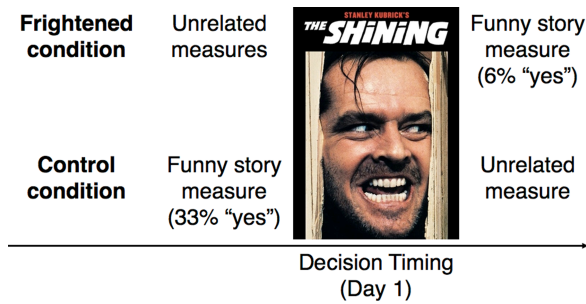 Frightened
condition
Unrelated
measures
STANLEY KUBRICK'S
THE SHiNiNG
Funny story
measure
(6% “yes”)
Control
condition
Funny story
measure
(33% “yes”)
Unrelated
measure
Decision Timing
(Day 1)